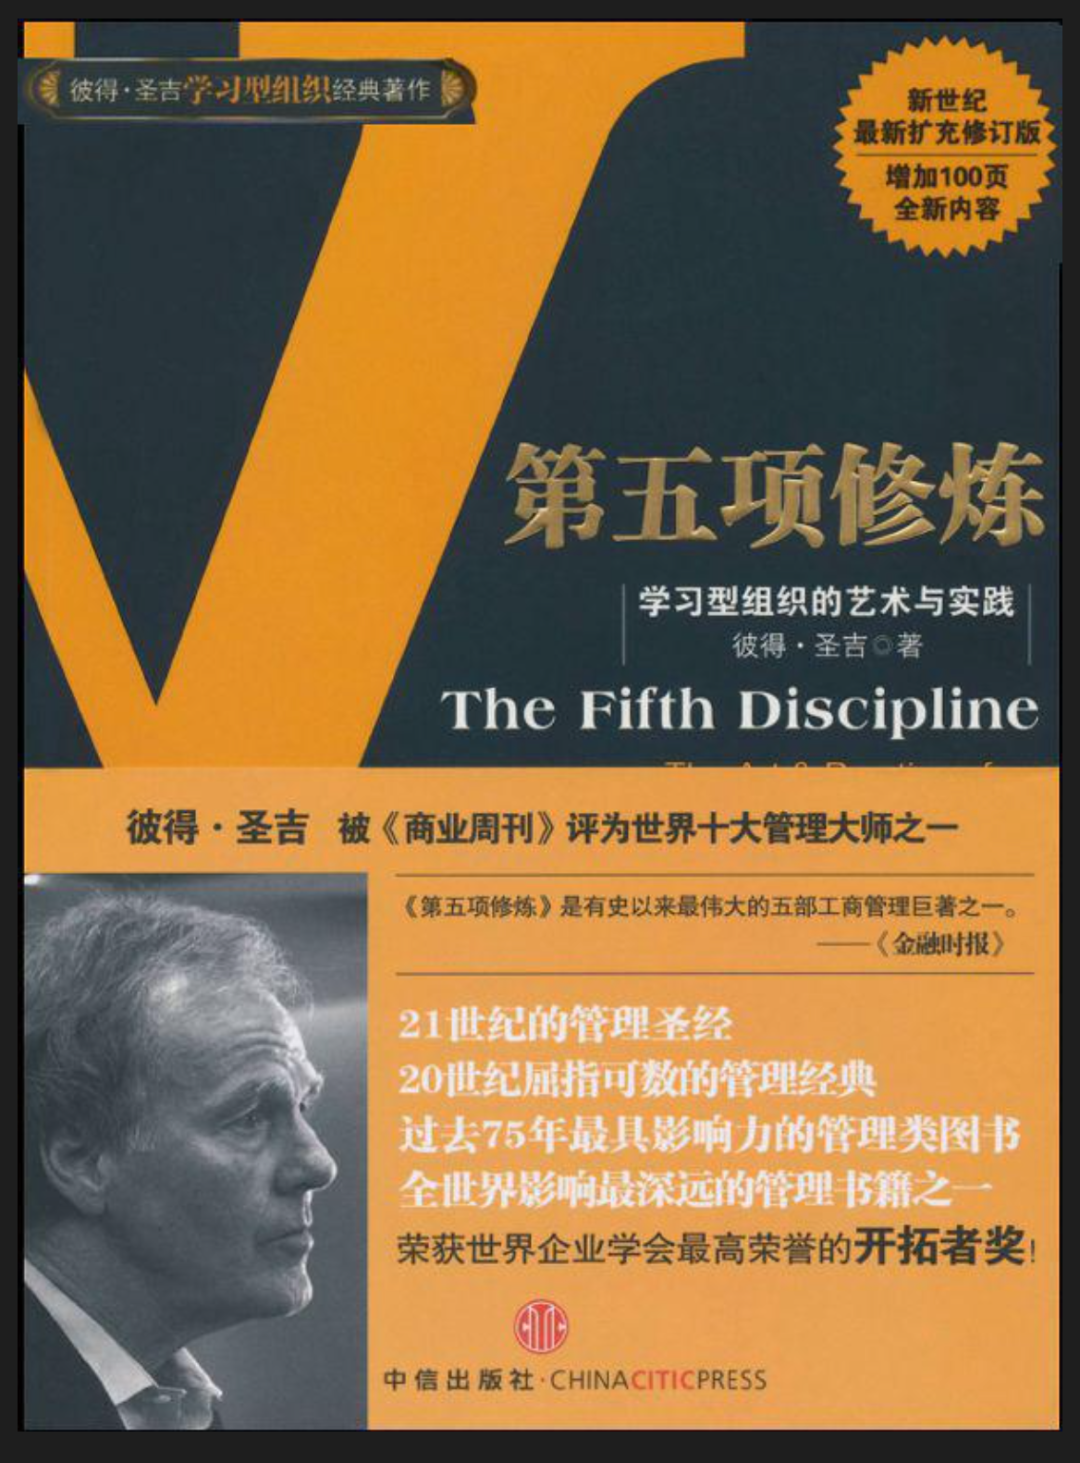 彼得·圣吉学习型组织经典著作
新世纪
最新扩充修订版
增加100页
全新内容
第五项修炼
学习型组织的艺术与实践
彼得·圣吉◎著
The Fifth Discipline
彼得·圣吉 被《商业周刊》评为世界十大管理大师之一
《第五项修炼》是有史以来最伟大的五部工商管理巨著之一。
——《金融时报》
21世纪的管理圣经
20世纪屈指可数的管理经典
过去75年最具影响力的管理类图书
全世界影响最深远的管理书籍之一
荣获世界企业学会最高荣誉的开拓者奖!
中信出版社·CHINACITICPRESS